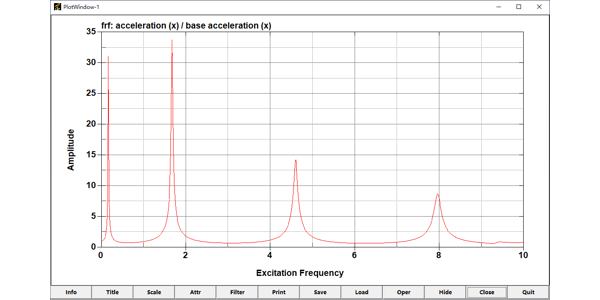 PlotWindow-1
frf: acceleration (x) / base acceleration (x)
35
30
25
20
15
10
5
0
Amplitude
0 2 4 6 8 10
Excitation Frequency
Info Title Scale Attr Filter Print Save Load Oper Hide Close Quit